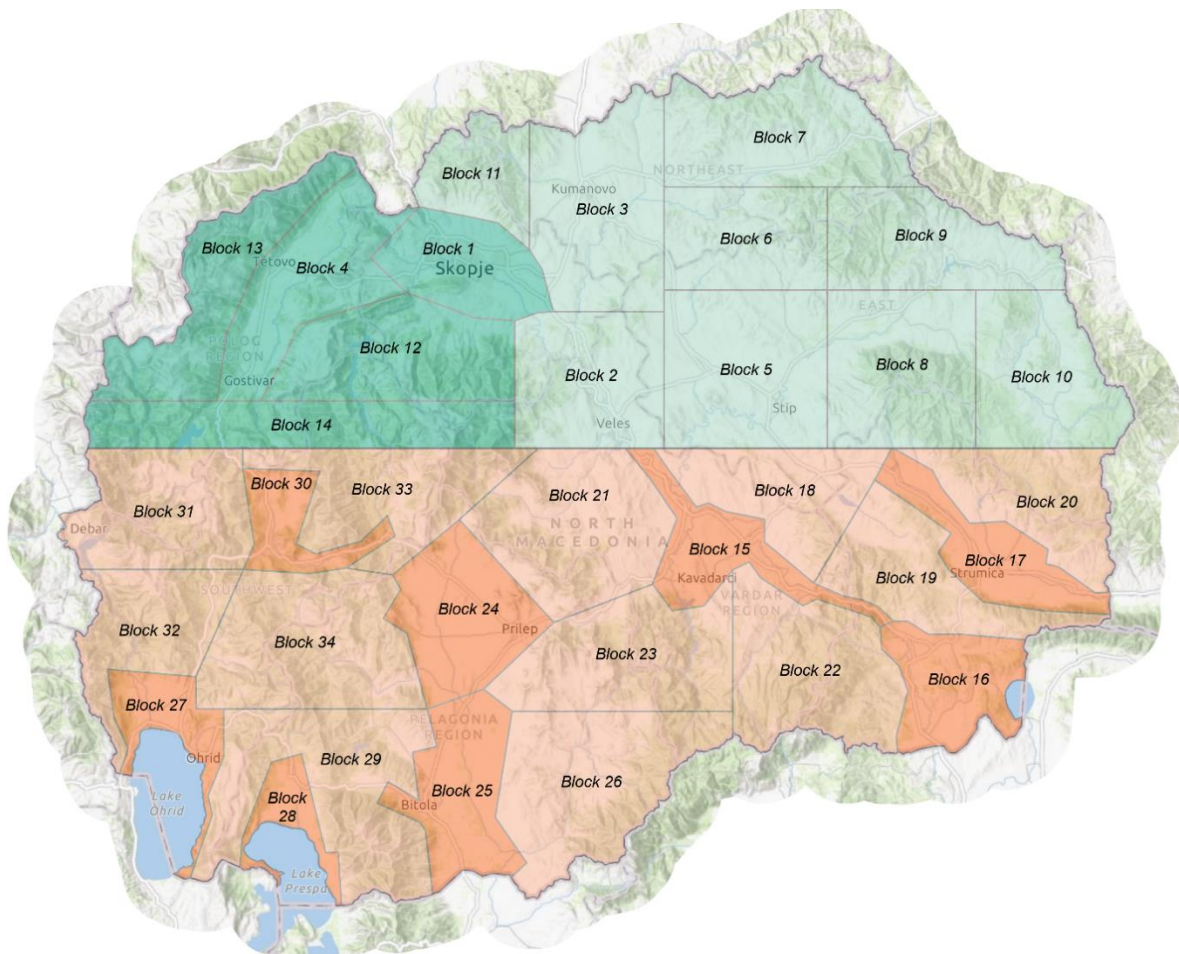 Block 7
Block 11
NORTHEAST
Kumanovo
Block 3
Block 13
Block 1
Block 6
Block 9
Tetovo
Block 4
Skopje
EAST
POLOG
REGION
Block 12
Block 8
Block 2
Block 5
Block 10
Gostivar
Stip
Block 14
Veles
Block 30
Block 33
Block 21
Block 18
Block 20
Block 31
Debar
NORTH
MACEDONIA
Block 15
Block 17
Kavadarci
Block 19
Strumica
SOUTHWEST
VARDAR
REGION
Block 24
Block 32
Prilep
Block 34
Block 23
Block 22
Block 16
Block 27
PELAGONIA
REGION
Ohrid
Block 29
Block 26
Block
28
Block 25
Bitola
Lake
Ohrid
Lake
Prespa